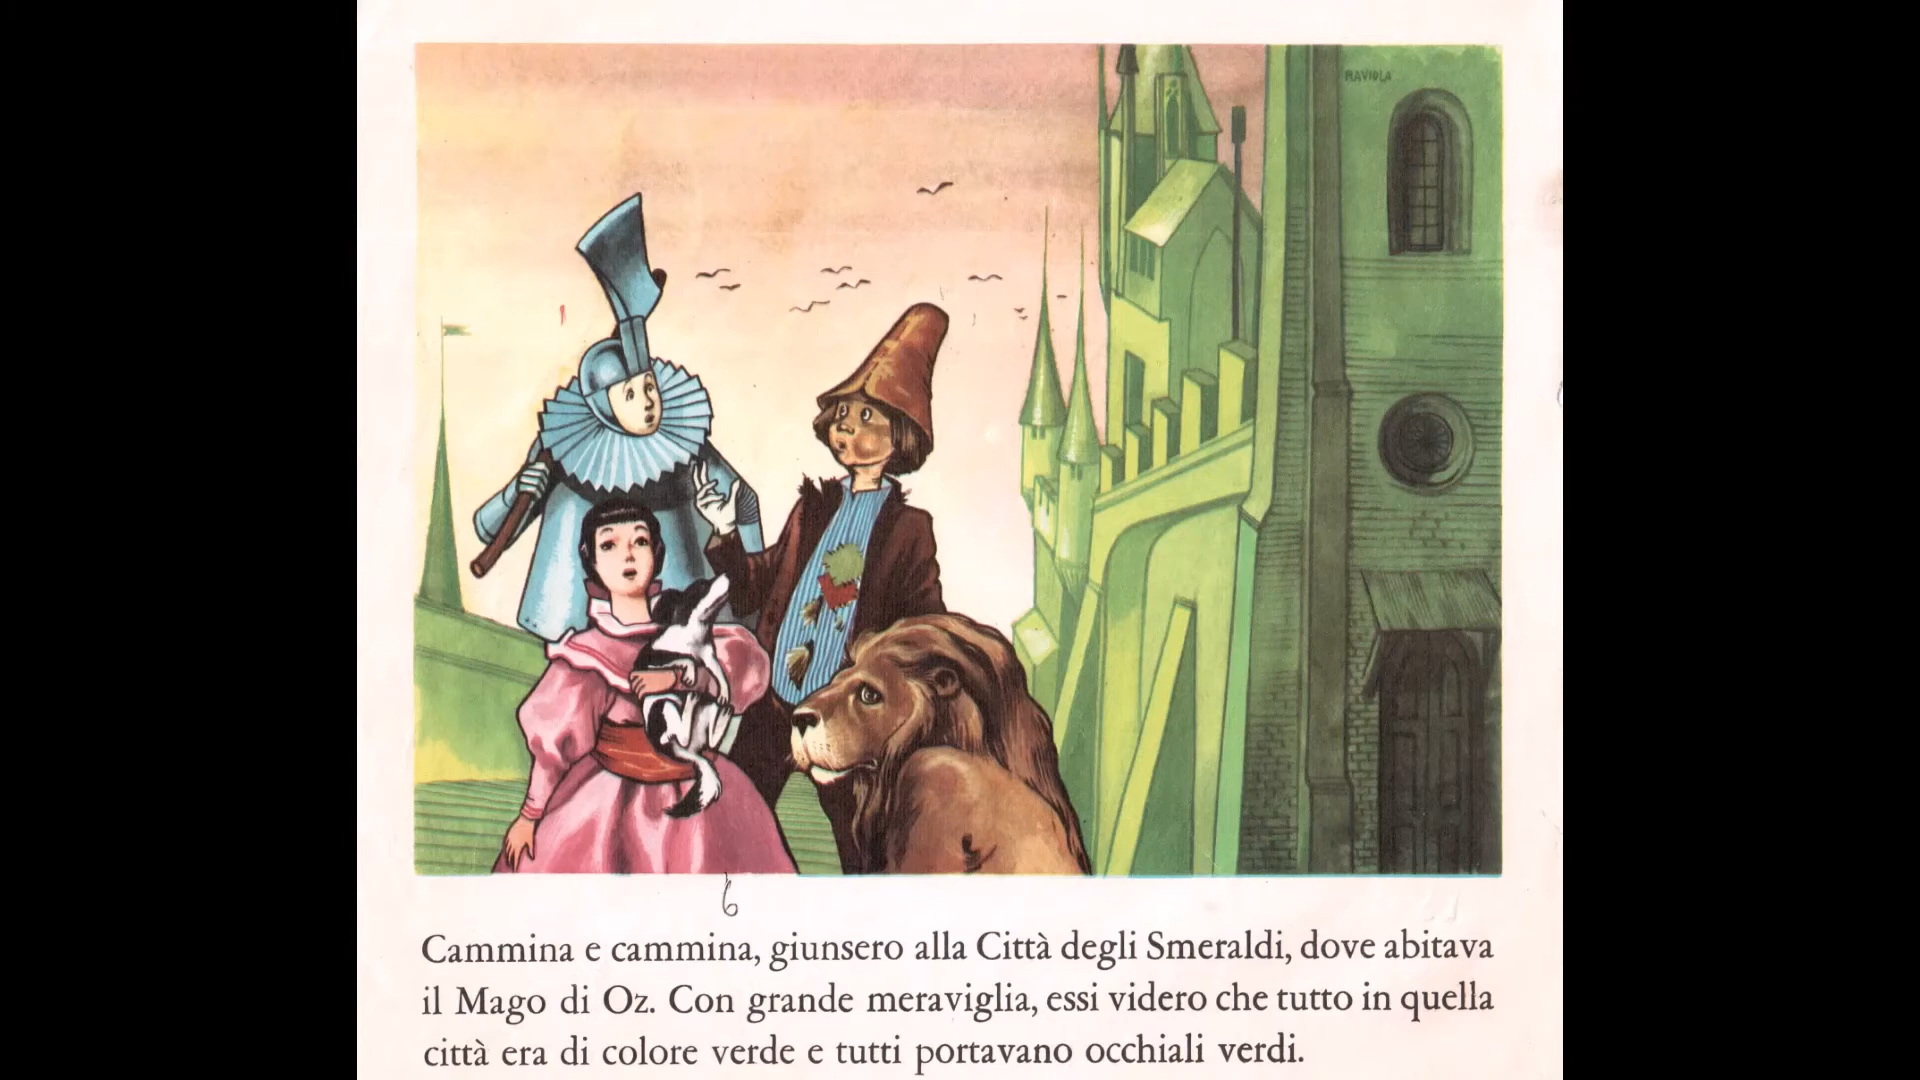 RAVIOLA
6
Cammina e cammina, giunsero alla Città degli Smeraldi, dove abitava
il Mago di Oz. Con grande meraviglia, essi videro che tutto in quella
città era di colore verde e tutti portavano occhiali verdi.